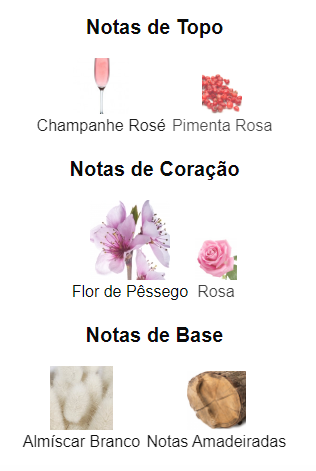 Notas de Topo
Champanhe Rosé Pimenta Rosa
Notas de Coração
Flor de Pêssego Rosa
Notas de Base
Almíscar Branco Notas Amadeiradas